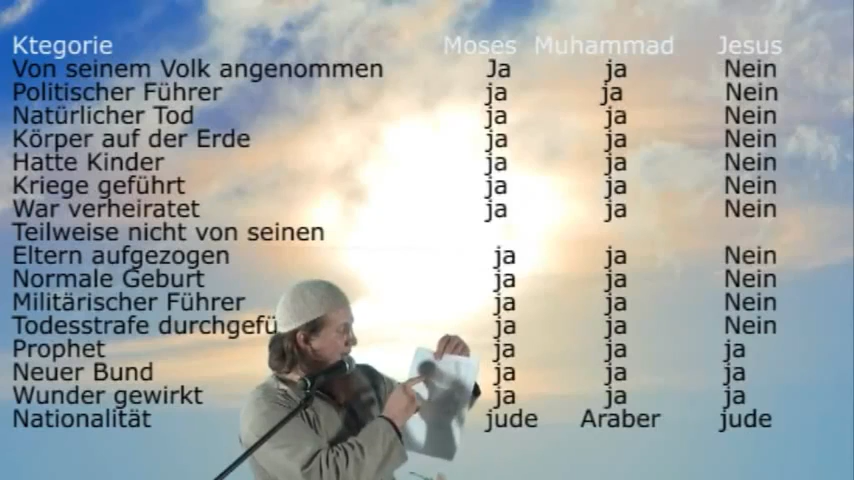 Ktegorie Moses Muhammad Jesus
Von seinem Volk angenommen Ja ja Nein
Politischer Führer ja ja Nein
Natürlicher Tod ja ja Nein
Körper auf der Erde ja ja Nein
Hatte Kinder ja ja Nein
Kriege geführt ja ja Nein
War verheiratet ja ja Nein
Teilweise nicht von seinen
Eltern aufgezogen ja ja Nein
Normale Geburt ja ja Nein
Militärischer Führer ja ja Nein
Todesstrafe durchgefü ja ja Nein
Prophet ja ja ja
Neuer Bund ja ja ja
Wunder gewirkt ja ja ja
Nationalität jude Araber jude